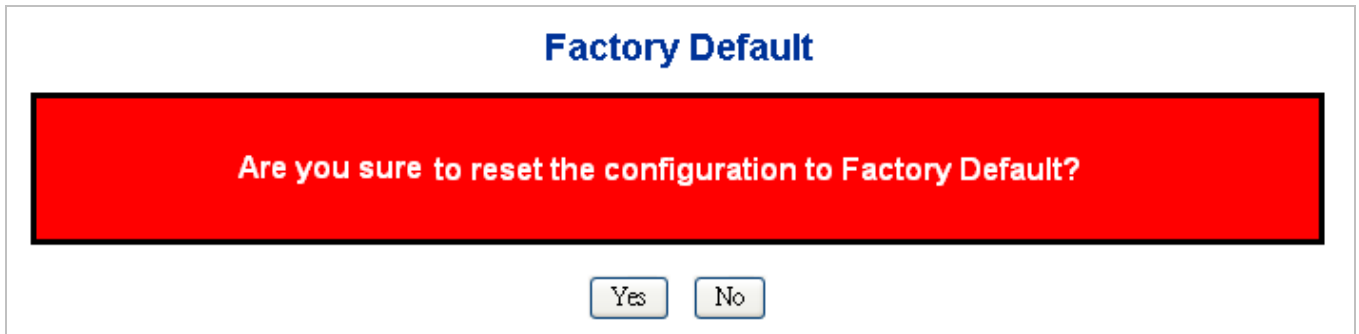 Factory Default
Are you sure to reset the configuration to Factory Default?
Yes No